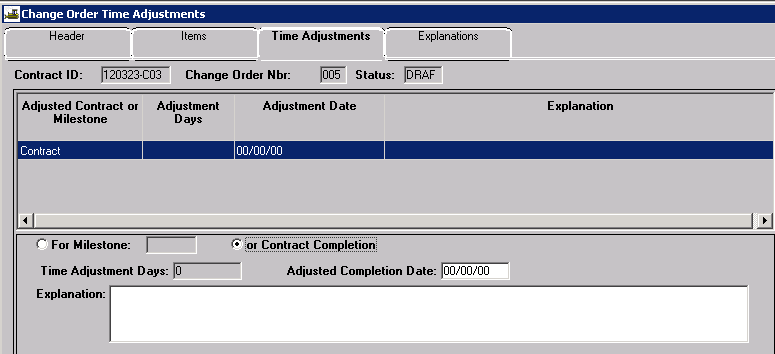 Change Order Time Adjustments
Header Items Time Adjustments Explanations
Contract ID: 120323-C03 Change Order Nbr: 005 Status: DRAF
Adjusted Contract or Milestone Adjustment Days Adjustment Date Explanation
Contract 00/00/00
For Milestone: or Contract Completion
Time Adjustment Days: 0 Adjusted Completion Date: 00/00/00
Explanation: